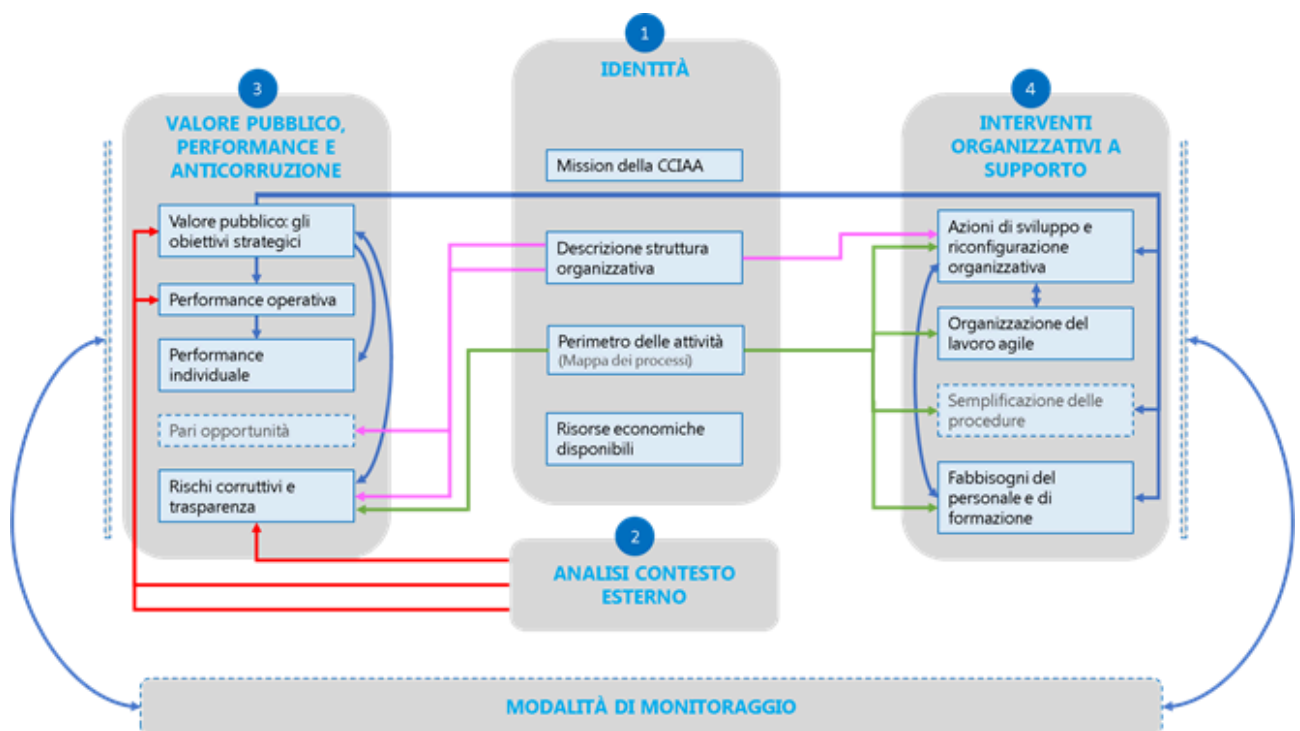 1
IDENTITÀ
Mission della CCIAA
Descrizione struttura
organizzativa
Perimetro delle attività
(Mappa dei processi)
Risorse economiche
disponibili
2
ANALISI CONTESTO
ESTERNO
3
VALORE PUBBLICO,
PERFORMANCE E
ANTICORRUZIONE
Valore pubblico: gli
obiettivi strategici
Performance operativa
Performance
individuale
Pari opportunità
Rischi corruttivi e
trasparenza
4
INTERVENTI
ORGANIZZATIVI A
SUPPORTO
Azioni di sviluppo e
riconfigurazione
organizzativa
Organizzazione del
lavoro agile
Semplificazione delle
procedure
Fabbisogni del
personale e di
formazione
MODALITÀ DI MONITORAGGIO